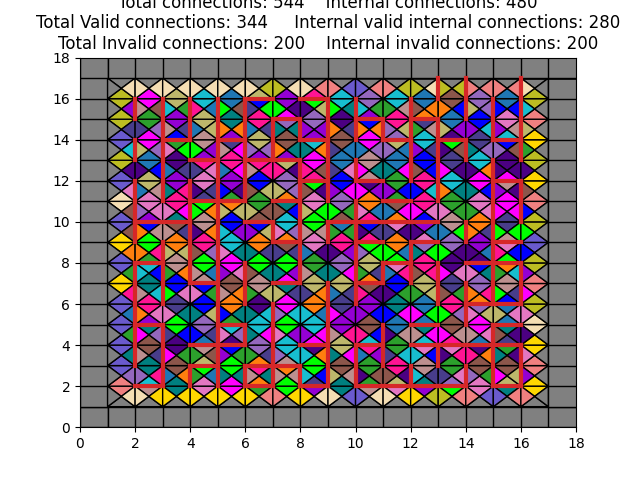 Total connections: 544 Internal connections: 480
Total Valid connections: 344 Internal valid internal connections: 280
Total Invalid connections: 200 Internal invalid connections: 200
18
16
14
12
10
8
6
4
2
0
0 2 4 6 8 10 12 14 16 18